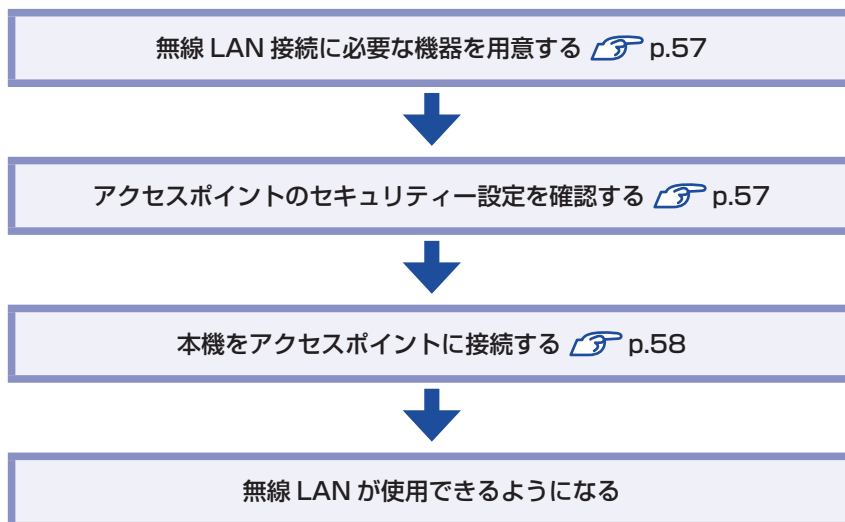 無線 LAN 接続に必要な機器を用意する p.57
アクセスポイントのセキュリティー設定を確認する p.57
本機をアクセスポイントに接続する p.58
無線 LAN が使用できるようになる